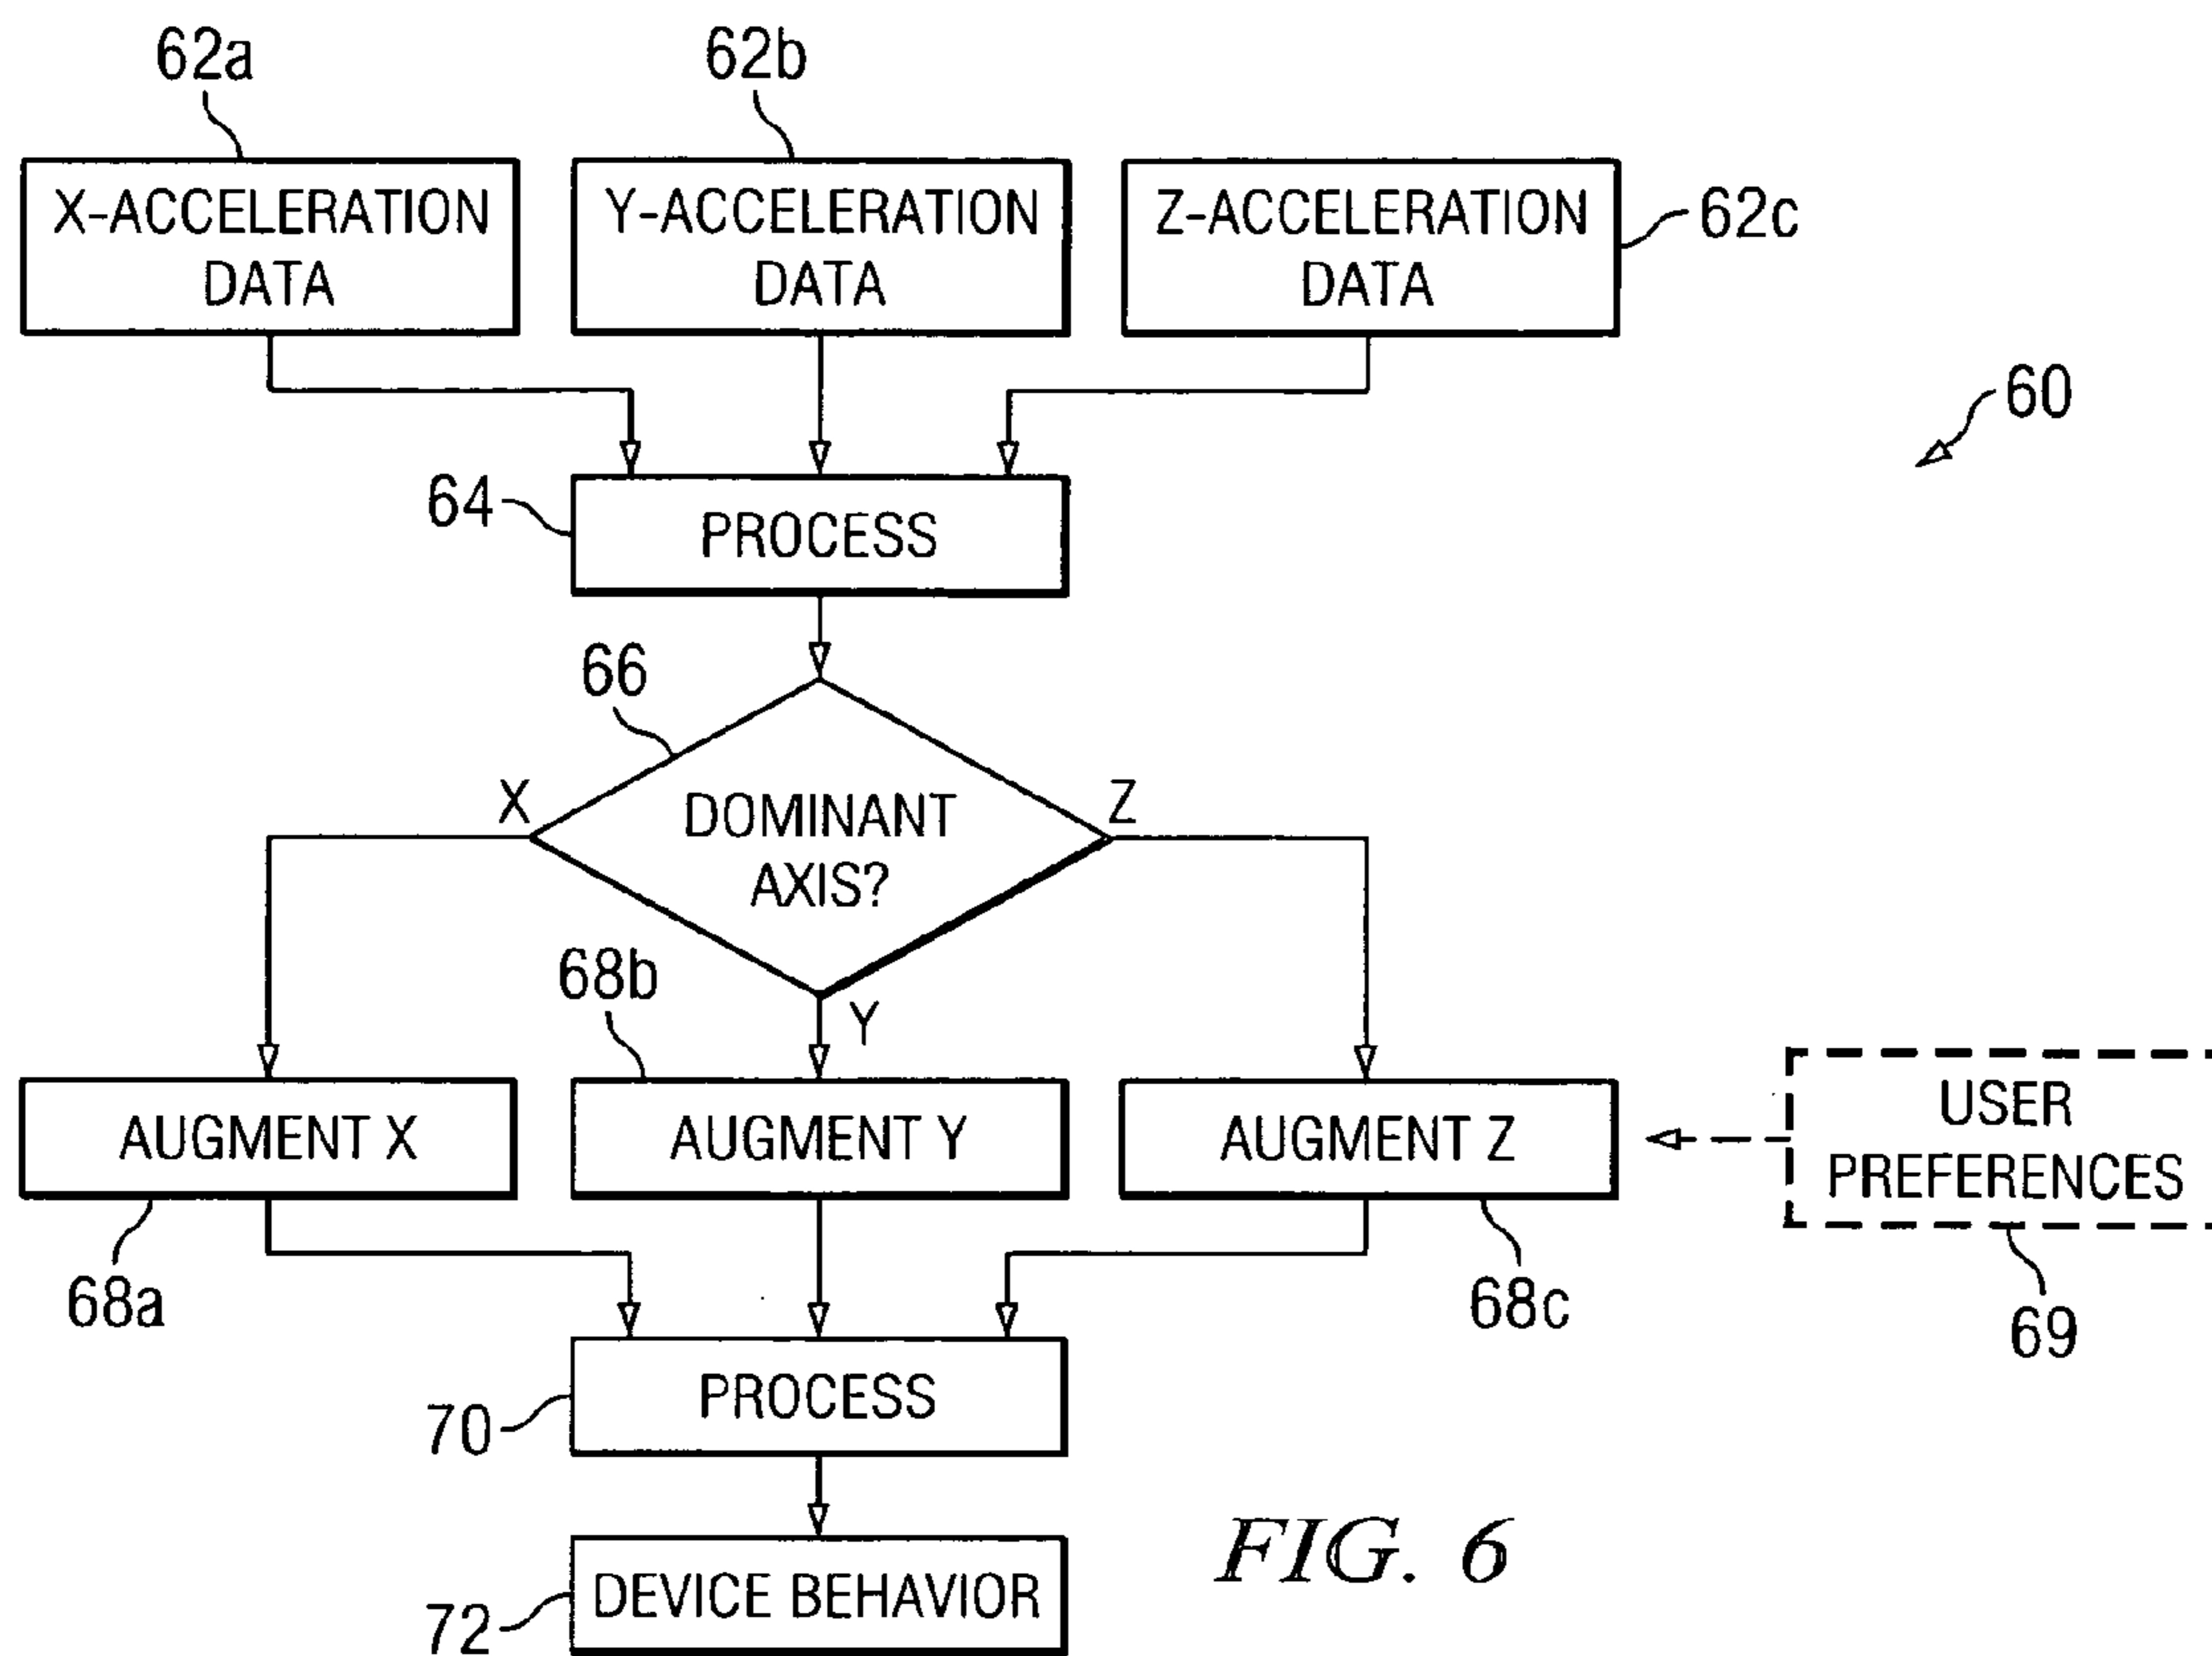 62a
62b
X-ACCELERATION
DATA
Y-ACCELERATION
DATA
Z-ACCELERATION
DATA
62c
60
64
PROCESS
66
X
DOMINANT
AXIS?
Z
Y
68b
AUGMENT X
AUGMENT Y
AUGMENT Z
USER
PREFERENCES
68a
68c
69
PROCESS
70
DEVICE BEHAVIOR
72
FIG. 6